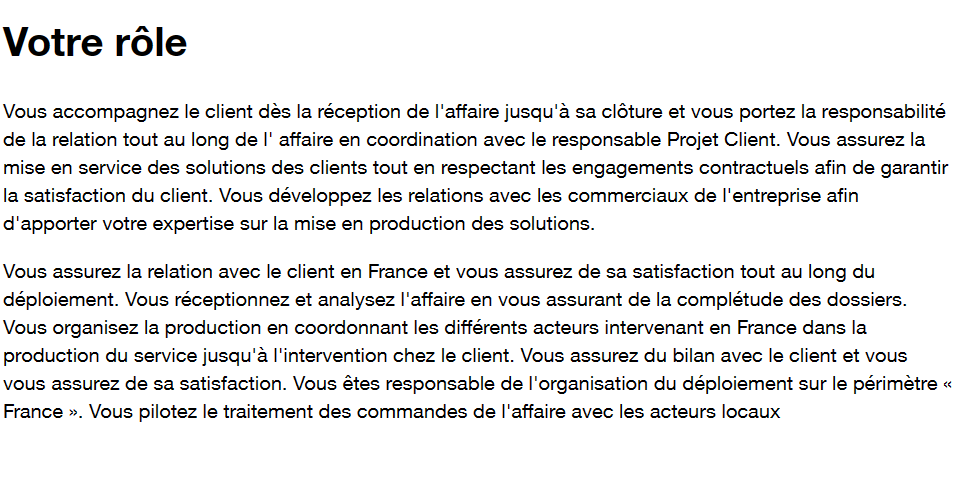 Votre rôle
Vous accompagnez le client dès la réception de l'affaire jusqu'à sa clôture et vous portez la responsabilité
de la relation tout au long de l' affaire en coordination avec le responsable Projet Client. Vous assurez la
mise en service des solutions des clients tout en respectant les engagements contractuels afin de garantir
la satisfaction du client. Vous développez les relations avec les commerciaux de l'entreprise afin
d'apporter votre expertise sur la mise en production des solutions.
Vous assurez la relation avec le client en France et vous assurez de sa satisfaction tout au long du
déploiement. Vous réceptionnez et analysez l'affaire en vous assurant de la complétude des dossiers.
Vous organisez la production en coordonnant les différents acteurs intervenant en France dans la
production du service jusqu'à l'intervention chez le client. Vous assurez du bilan avec le client et vous
vous assurez de sa satisfaction. Vous êtes responsable de l'organisation du déploiement sur le périmètre «
France ». Vous pilotez le traitement des commandes de l'affaire avec les acteurs locaux